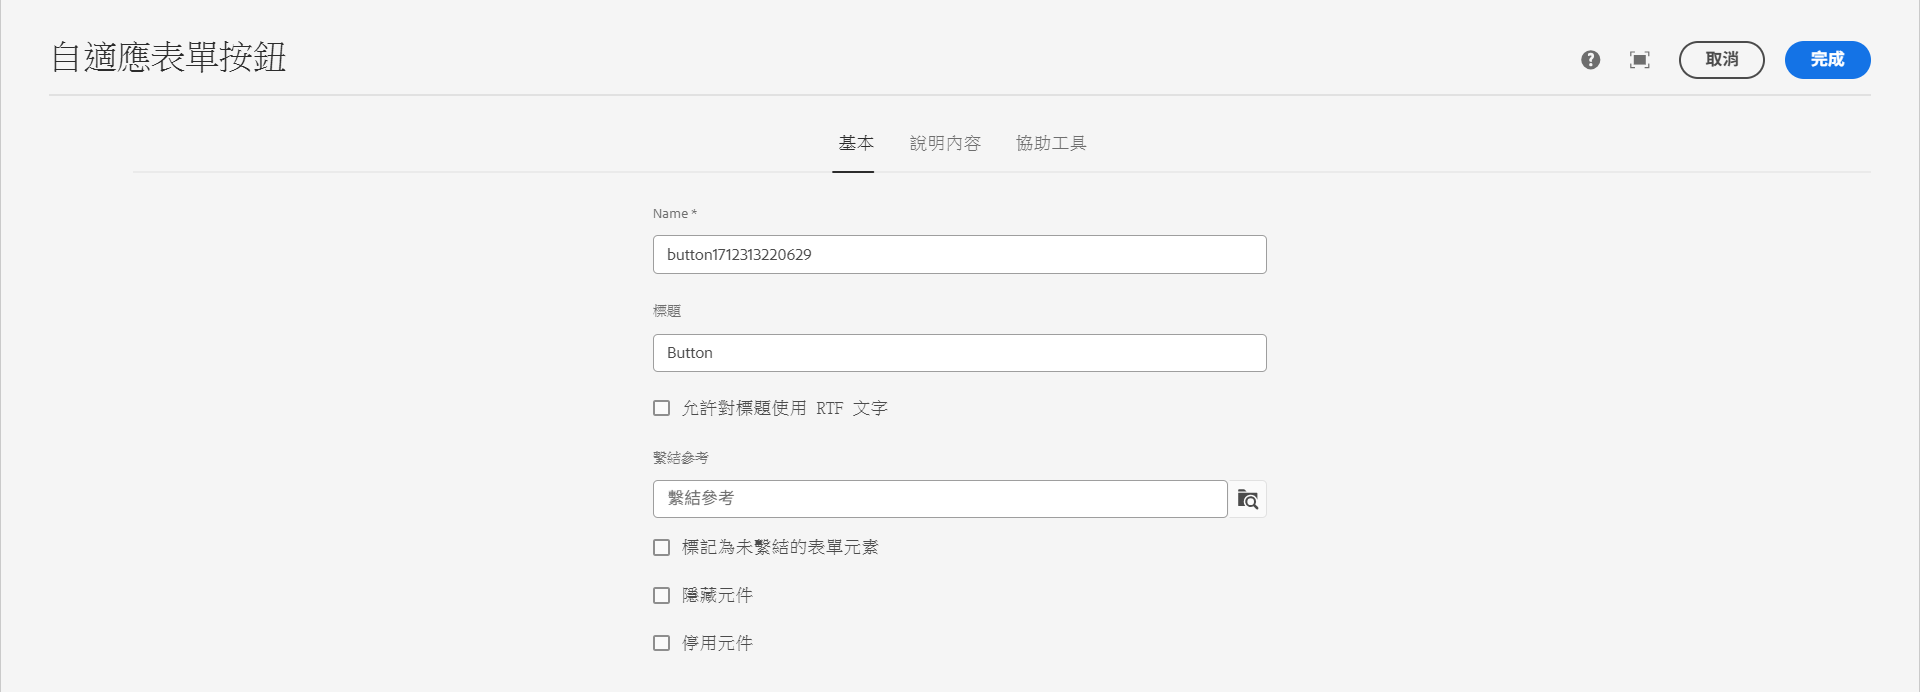 自適應表單按鈕
取消
完成
基本
說明內容
協助工具
Name *
button1712313220629
標題
Button
允許對標題使用 RTF 文字
繫結參考
繫結參考
標記為未繫結的表單元素
隱藏元件
停用元件